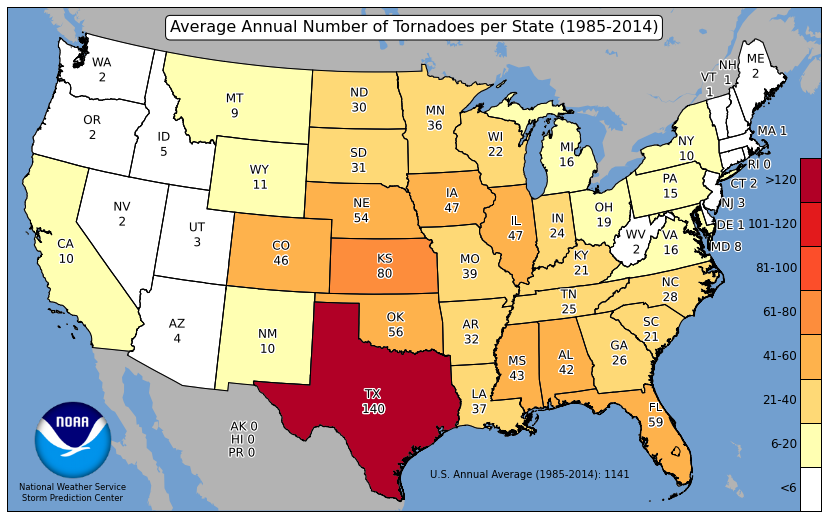 Average Annual Number of Tornadoes per State (1985-2014)
WA
2
OR
2
ID
5
MT
9
ND
30
MN
36
SD
31
WI
22
MI
16
NY
10
VT
1
NH
1
ME
2
MA 1
RI 0
CT 2
NJ 3
DE 1
MD 8
PA
15
WY
11
NE
54
IA
47
IL
47
IN
24
OH
19
WV
2
VA
16
NV
2
UT
3
CO
46
KS
80
MO
39
KY
21
CA
10
AZ
4
NM
10
OK
56
AR
32
TN
25
NC
28
SC
21
TX
140
LA
37
MS
43
AL
42
GA
26
FL
59
AK 0
HI 0
PR 0
>120
101-120
81-100
61-80
41-60
21-40
6-20
<6
NOAA
National Weather Service
Storm Prediction Center
U.S. Annual Average (1985-2014): 1141